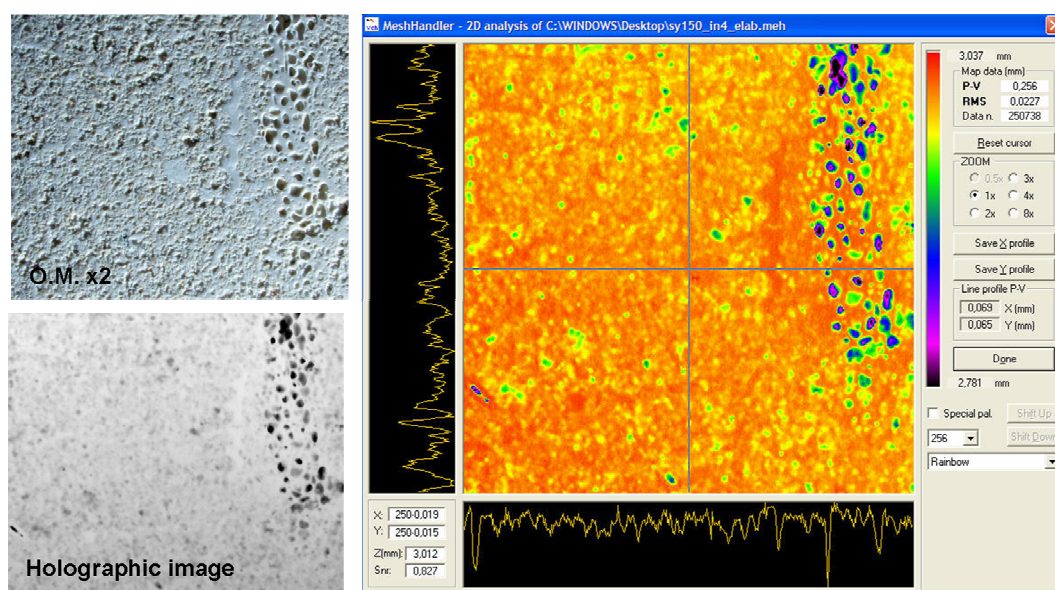 O.M. x2
Holographic image
MeshHandler - 2D analysis of C:\WINDOWS\Desktop\sy150_in4_elab.meh
3,037 mm
Map data (mm)
P-V 0,256
RMS 0,0227
Data n. 250738
Reset cursor
ZOOM
0.5x 3x
1x 4x
2x 8x
Save X profile
Save Y profile
Line profile P-V
0,069 X (mm)
0,065 Y (mm)
Done
2,781 mm
Special pal. Shift Up
256 Shift Down
Rainbow
X: 250-0,019
Y: 250-0,015
Z(mm): 3,012
Snr: 0,827